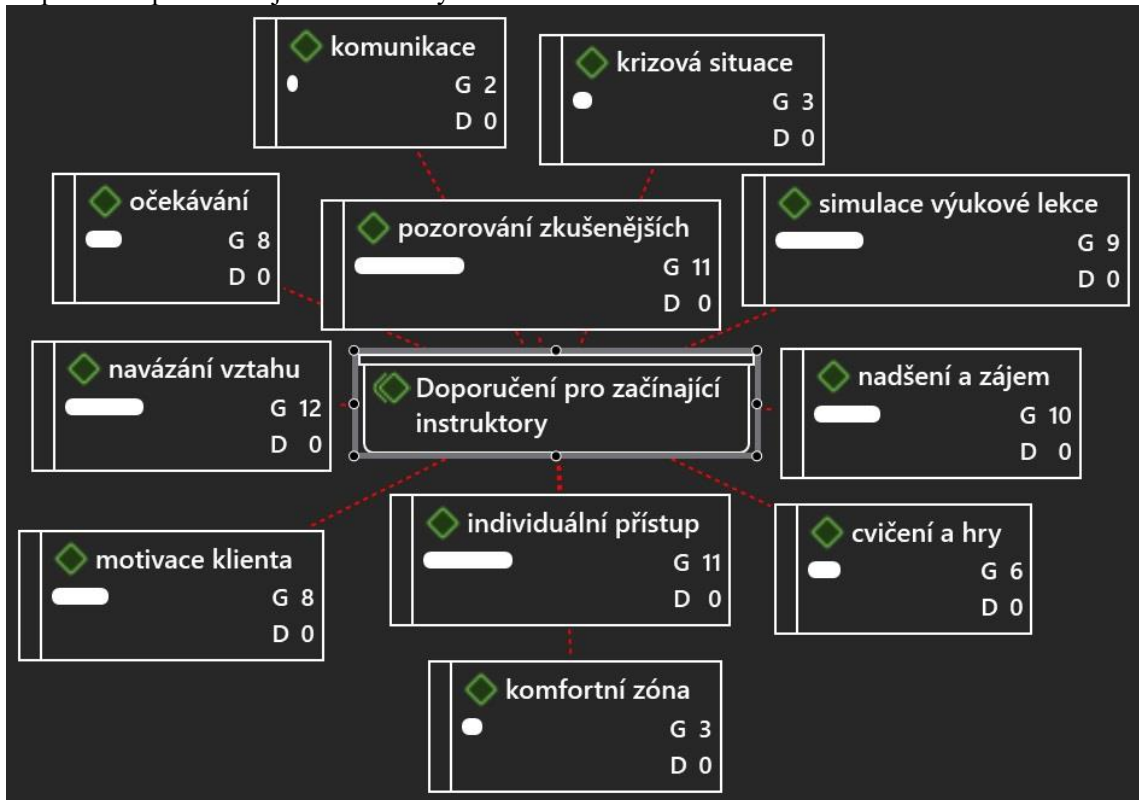 komunikace
G 2
D 0
krizová situace
G 3
D 0
očekávání
G 8
D 0
pozorování zkušenějších
G 11
D 0
simulace výukové lekce
G 9
D 0
navázání vztahu
G 12
D 0
Doporučení pro začínající
instruktory
nadšení a zájem
G 10
D 0
motivace klienta
G 8
D 0
individuální přístup
G 11
D 0
cvičení a hry
G 6
D 0
komfortní zóna
G 3
D 0